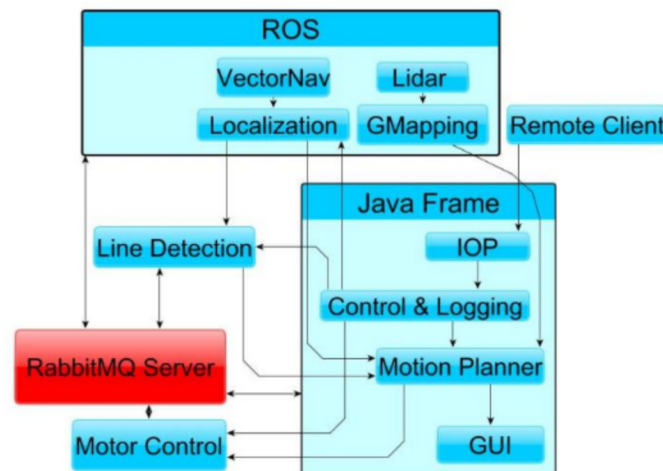 ROS
VectorNav
Lidar
Localization
GMapping
Remote Client
Java Frame
Line Detection
IOP
Control & Logging
RabbitMQ Server
Motion Planner
Motor Control
GUI